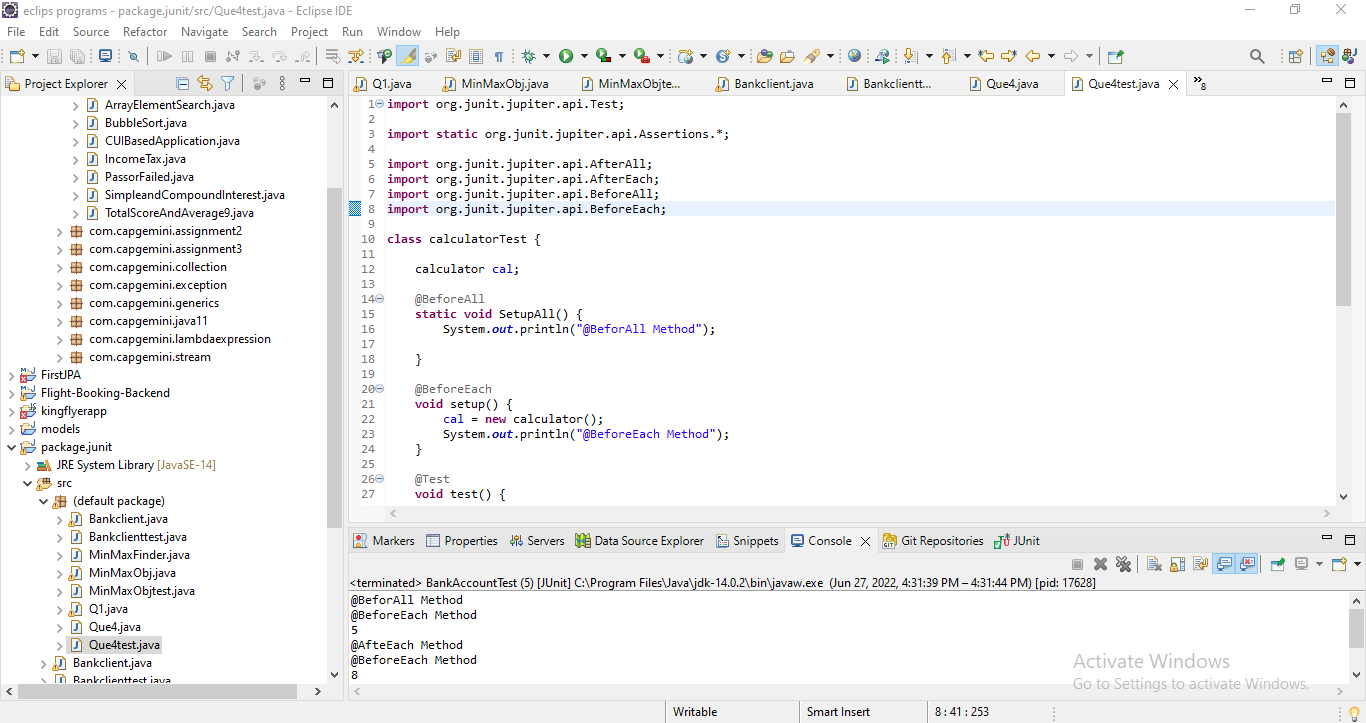 eclips programs - package.junit/src/Que4test.java - Eclipse IDE
File Edit Source Refactor Navigate Search Project Run Window Help
Project Explorer
Q1.java MinMaxObj.java MinMaxObjte... Bankclient.java Bankclientt... Que4.java Que4test.java »8
ArrayElementSearch.java
BubbleSort.java
CUIBasedApplication.java
IncomeTax.java
PassorFailed.java
SimpleandCompoundInterest.java
TotalScoreAndAverage9.java
com.capgemini.assignment2
com.capgemini.assignment3
com.capgemini.collection
com.capgemini.exception
com.capgemini.generics
com.capgemini.java11
com.capgemini.lambdaexpression
com.capgemini.stream
FirstJPA
Flight-Booking-Backend
kingflyerapp
models
package.junit
JRE System Library [JavaSE-14]
src
(default package)
Bankclient.java
Bankclienttest.java
MinMaxFinder.java
MinMaxObj.java
MinMaxObjtest.java
Q1.java
Que4.java
Que4test.java
Bankclient.java
Bankclienttest.java
1 import org.junit.jupiter.api.Test;
2
3 import static org.junit.jupiter.api.Assertions.*;
4
5 import org.junit.jupiter.api.AfterAll;
6 import org.junit.jupiter.api.AfterEach;
7 import org.junit.jupiter.api.BeforeAll;
8 import org.junit.jupiter.api.BeforeEach;
9
10 class calculatorTest {
11
12 calculator cal;
13
14 @BeforeAll
15 static void SetupAll() {
16 System.out.println("@BeforAll Method");
17
18 }
19
20 @BeforeEach
21 void setup() {
22 cal = new calculator();
23 System.out.println("@BeforeEach Method");
24 }
25
26 @Test
27 void test() {
Markers Properties Servers Data Source Explorer Snippets Console Git Repositories JUnit
<terminated> BankAccountTest (5) [JUnit] C:\Program Files\Java\jdk-14.0.2\bin\javaw.exe (Jun 27, 2022, 4:31:39 PM – 4:31:44 PM) [pid: 17628]
@BeforAll Method
@BeforeEach Method
5
@AfteEach Method
@BeforeEach Method
8
Activate Windows
Go to Settings to activate Windows.
Writable Smart Insert 8 : 41 : 253